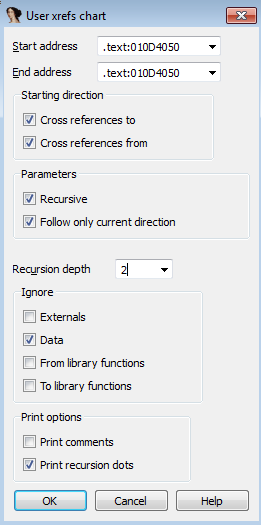 User xrefs chart
Start address .text:010D4050
End address .text:010D4050
Starting direction
Cross references to
Cross references from
Parameters
Recursive
Follow only current direction
Recursion depth 2
Ignore
Externals
Data
From library functions
To library functions
Print options
Print comments
Print recursion dots
OK Cancel Help